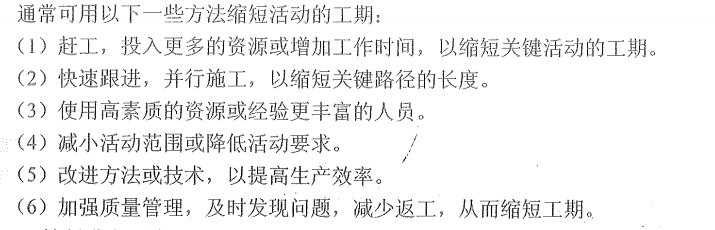 通常可用以下一些方法缩短活动的工期：
（1）赶工，投入更多的资源或增加工作时间，以缩短关键活动的工期。
（2）快速跟进，并行施工，以缩短关键路径的长度。
（3）使用高素质的资源或经验更丰富的人员。
（4）减小活动范围或降低活动要求。
（5）改进方法或技术，以提高生产效率。
（6）加强质量管理，及时发现问题，减少返工，从而缩短工期。